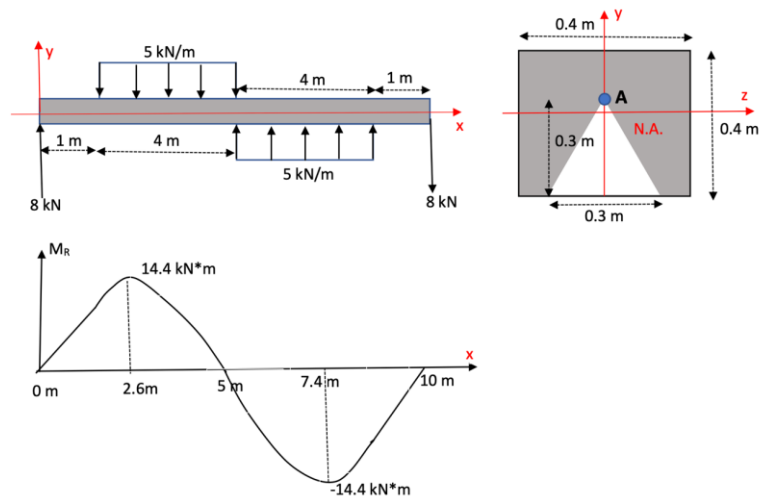 y
5 kN/m
4 m
1 m
x
1 m
4 m
5 kN/m
8 kN
8 kN
y
0.4 m
A
z
N.A.
0.3 m
0.4 m
0.3 m
MR
14.4 kN*m
x
0 m
2.6m
5 m
7.4 m
10 m
-14.4 kN*m